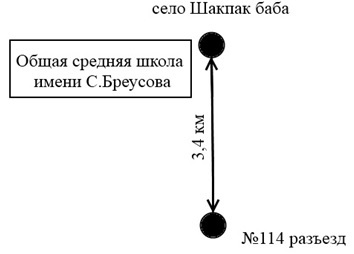 село Шакпак баба
Общая средняя школа
имени С.Бреусова
3,4 км
№114 разъезд